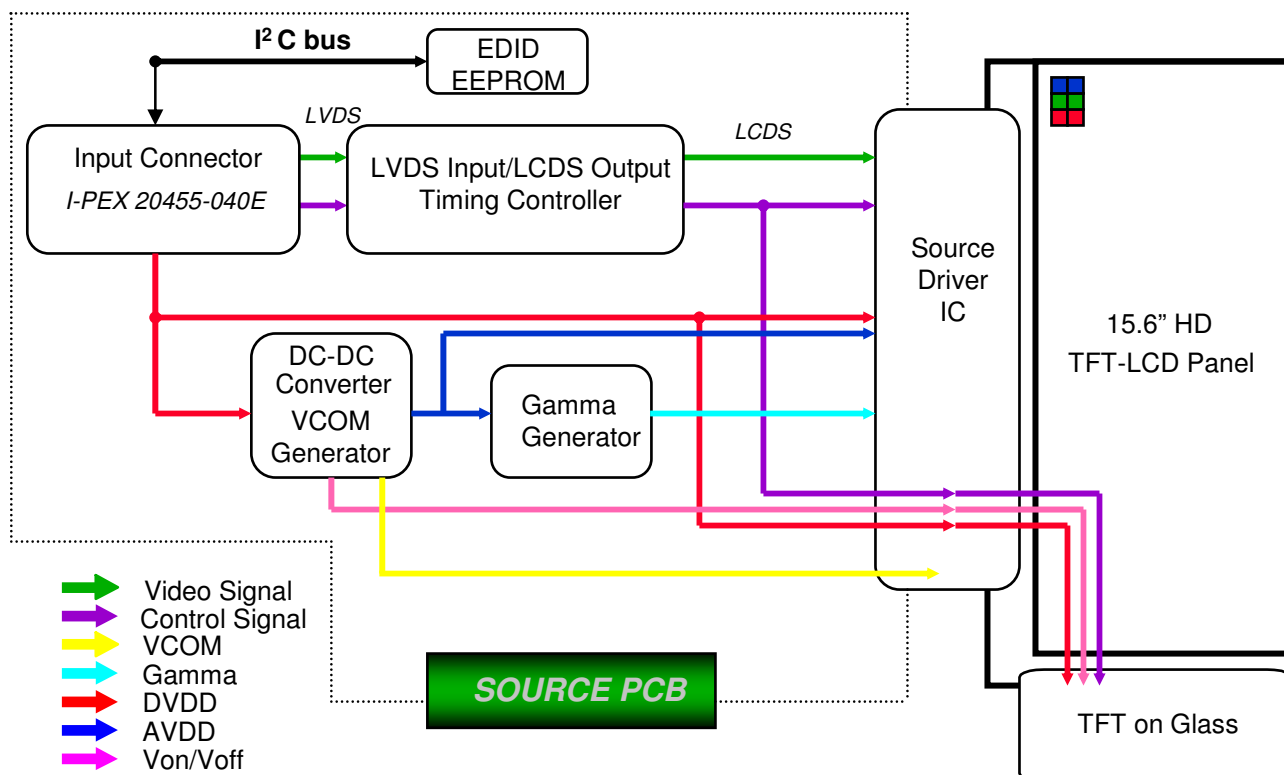 I² C bus
EDID
EEPROM
LVDS
LCDS
Input Connector
I-PEX 20455-040E
LVDS Input/LCDS Output
Timing Controller
Source
Driver
IC
15.6” HD
TFT-LCD Panel
DC-DC
Converter
VCOM
Generator
Gamma
Generator
Video Signal
Control Signal
VCOM
Gamma
DVDD
AVDD
Von/Voff
SOURCE PCB
TFT on Glass